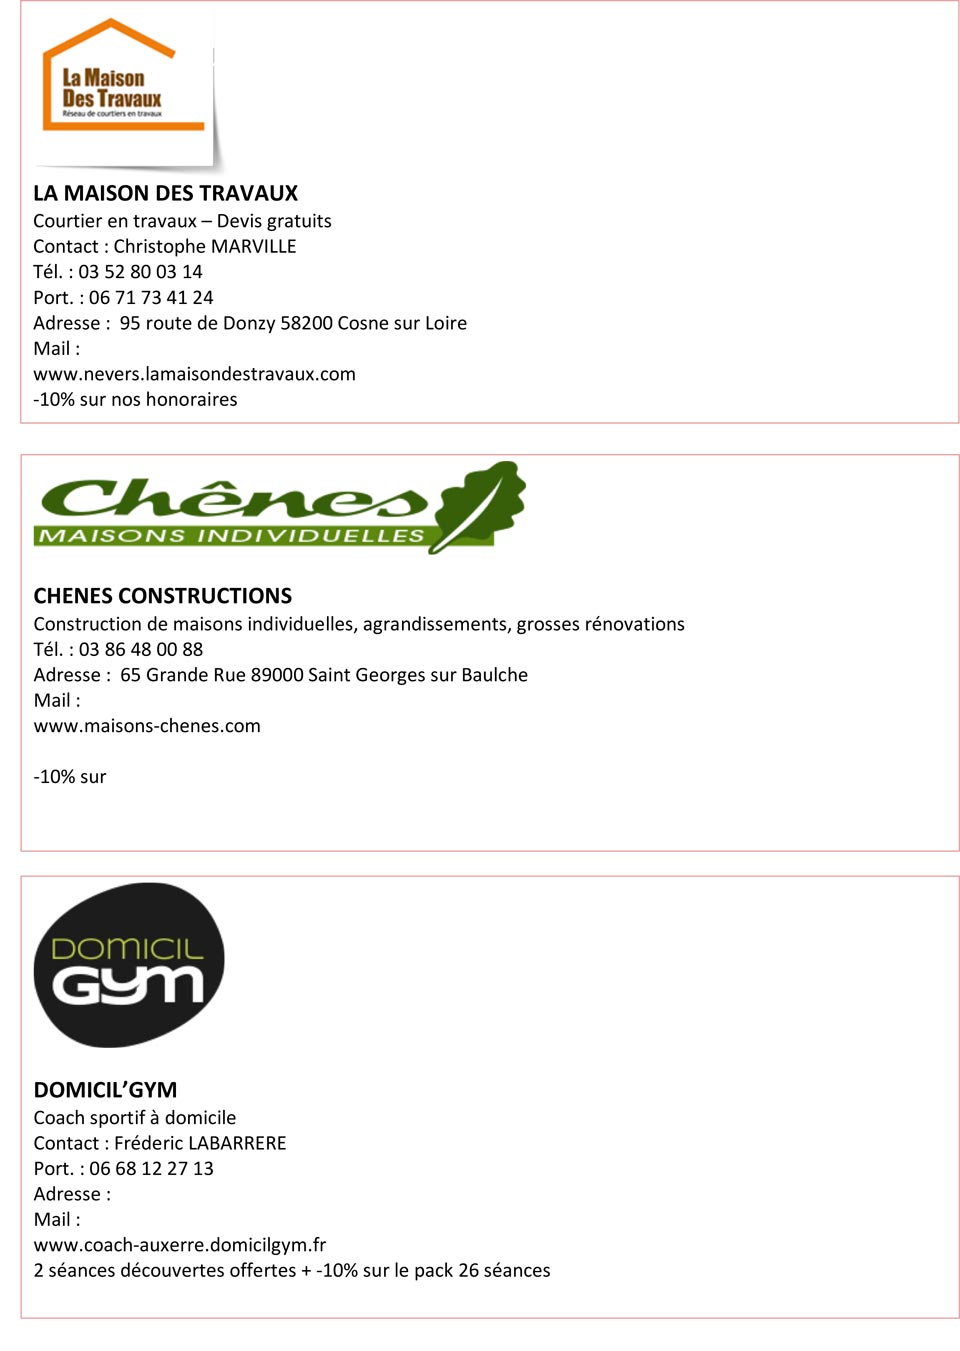 La Maison
Des Travaux
Réseau de courtiers en travaux
LA MAISON DES TRAVAUX
Courtier en travaux – Devis gratuits
Contact : Christophe MARVILLE
Tél. : 03 52 80 03 14
Port. : 06 71 73 41 24
Adresse :  95 route de Donzy 58200 Cosne sur Loire
Mail :
www.nevers.lamaisondestravaux.com
-10% sur nos honoraires
Chênes
MAISONS INDIVIDUELLES
CHENES CONSTRUCTIONS
Construction de maisons individuelles, agrandissements, grosses rénovations
Tél. : 03 86 48 00 88
Adresse :  65 Grande Rue 89000 Saint Georges sur Baulche
Mail :
www.maisons-chenes.com
-10% sur
DOMICIL
GYM
DOMICIL’GYM
Coach sportif à domicile
Contact : Fréderic LABARRERE
Port. : 06 68 12 27 13
Adresse :
Mail :
www.coach-auxerre.domicilgym.fr
2 séances découvertes offertes + -10% sur le pack 26 séances